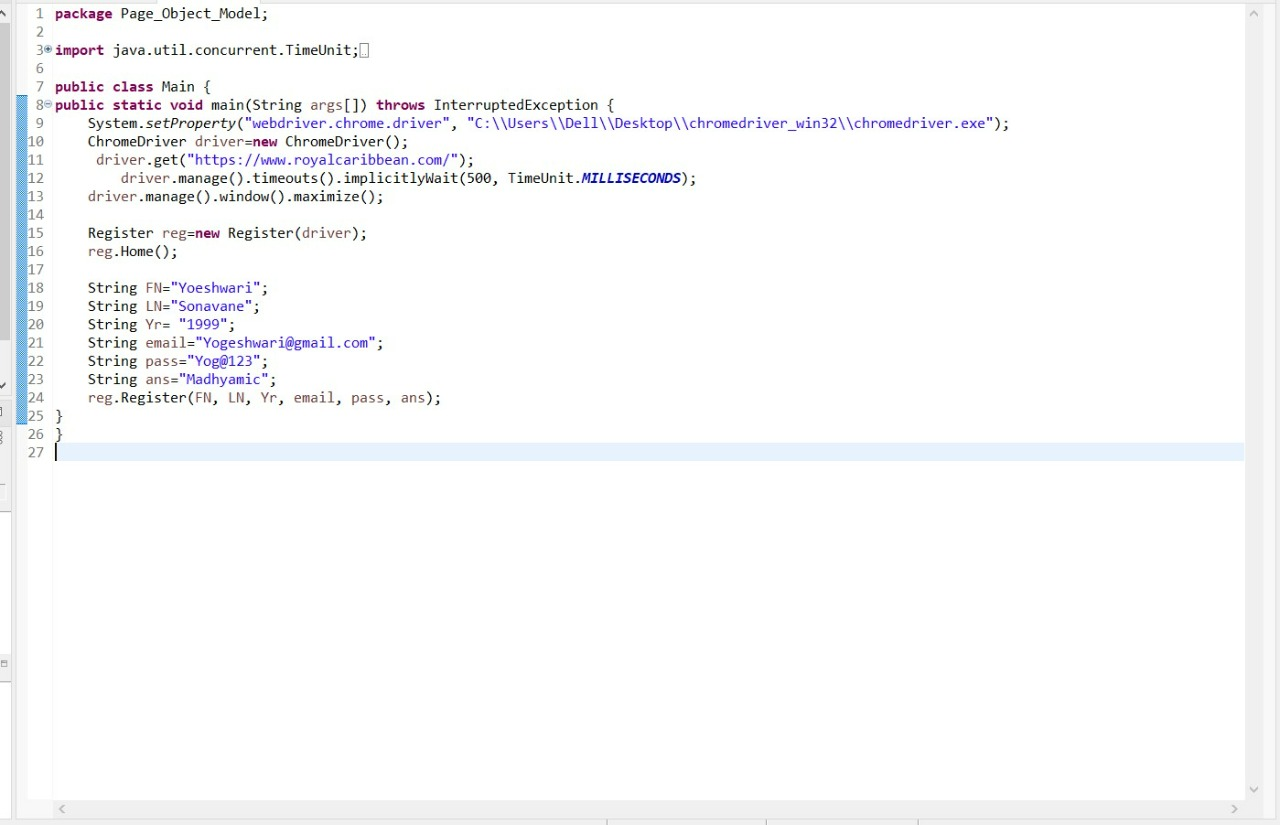 1 package Page_Object_Model;
2
3 import java.util.concurrent.TimeUnit;
6
7 public class Main {
8 public static void main(String args[]) throws InterruptedException {
9 System.setProperty("webdriver.chrome.driver", "C:\\Users\\Dell\\Desktop\\chromedriver_win32\\chromedriver.exe");
10 ChromeDriver driver=new ChromeDriver();
11 driver.get("https://www.royalcaribbean.com/");
12 driver.manage().timeouts().implicitlyWait(500, TimeUnit.MILLISECONDS);
13 driver.manage().window().maximize();
14
15 Register reg=new Register(driver);
16 reg.Home();
17
18 String FN="Yoeshwari";
19 String LN="Sonavane";
20 String Yr= "1999";
21 String email="Yogeshwari@gmail.com";
22 String pass="Yog@123";
23 String ans="Madhyamic";
24 reg.Register(FN, LN, Yr, email, pass, ans);
25 }
26 }
27